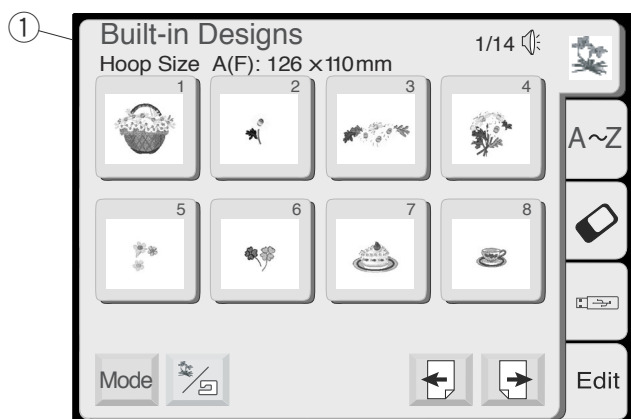 ①
Built-in Designs
1/14
Hoop Size A(F): 126 ×110mm
1 2 3 4
A~Z
5 6 7 8
Mode
Edit